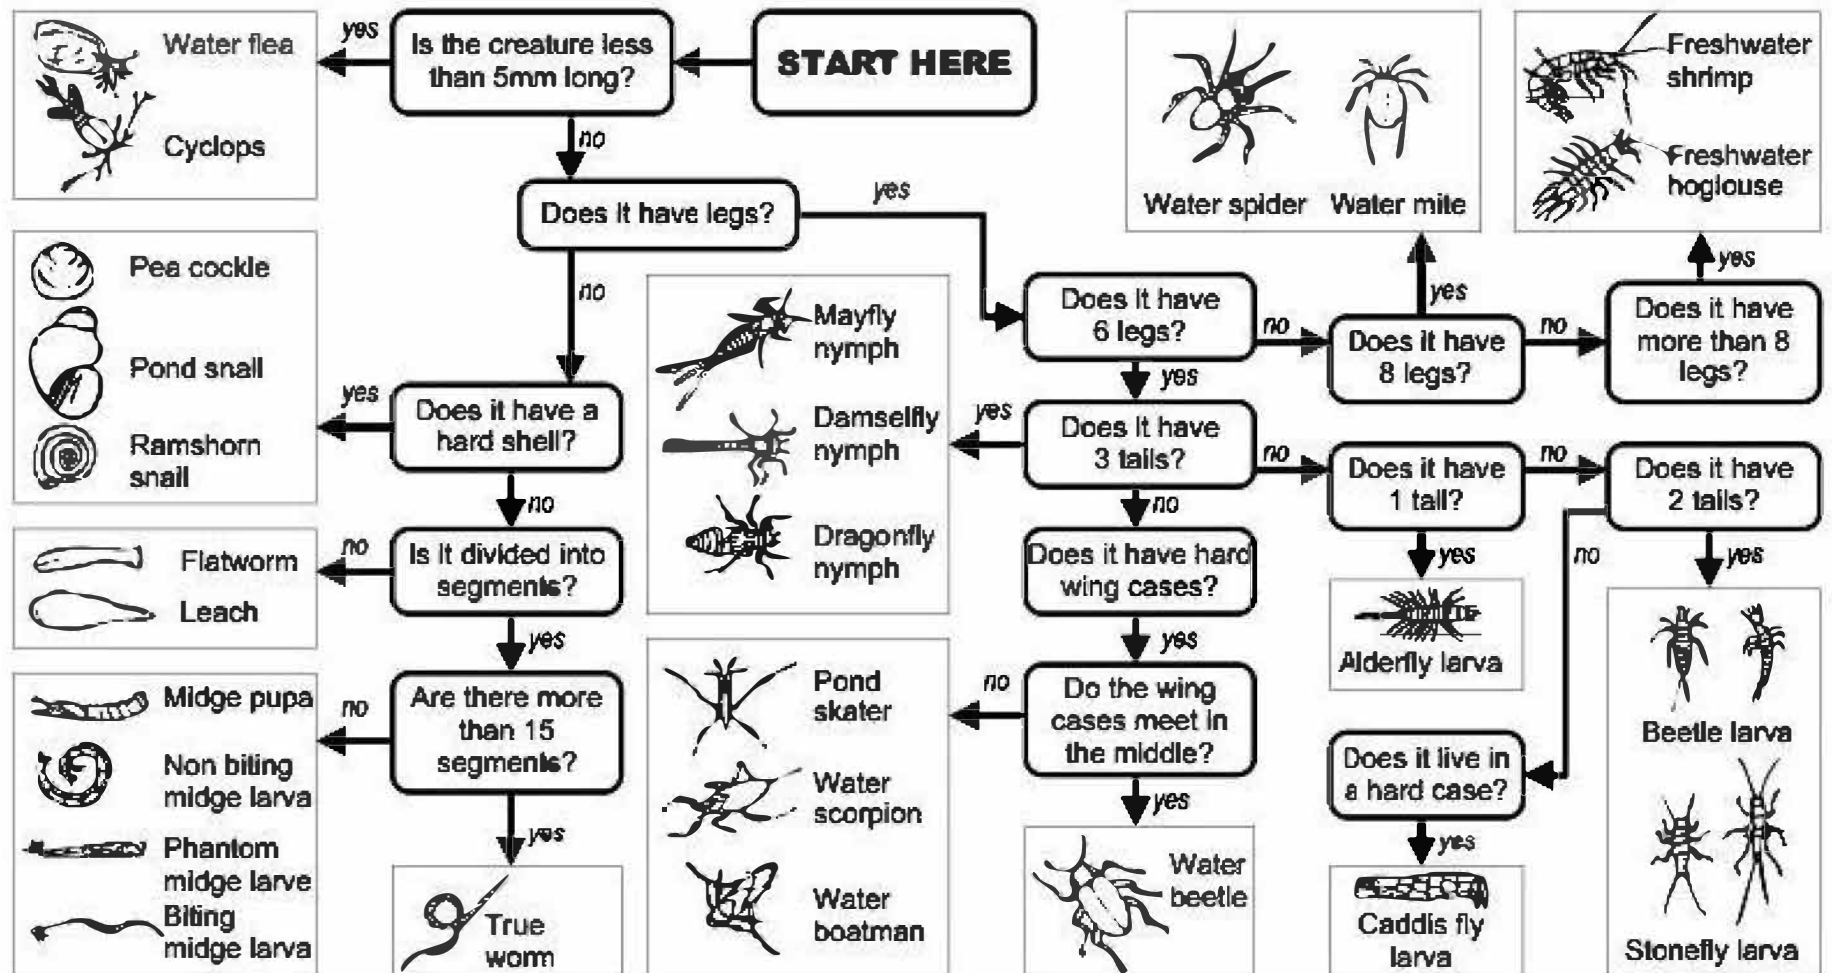 Water flea
Cyclops
yes
Is the creature less
than 5mm long?
START HERE
no
Does it have legs?
yes
no
Pea cockle
Pond snail
Ramshorn
snail
yes
Does it have a
hard shell?
no
Flatworm
Leach
no
Is it divided into
segments?
yes
Midge pupa
Non biting
midge larva
Phantom
midge larve
Biting
midge larva
no
Are there more
than 15
segments?
yes
True
worm
Mayfly
nymph
Damselfly
nymph
Dragonfly
nymph
Pond
skater
Water
scorpion
Water
boatman
Water spider
Water mite
Freshwater
shrimp
Freshwater
hoglouse
Does it have
6 legs?
no
yes
Does it have
8 legs?
no
yes
Does it have
more than 8
legs?
yes
Does it have
3 tails?
no
no
Does it have
1 tail?
no
yes
Does it have
2 tails?
no
yes
Does it have hard
wing cases?
yes
no
Do the wing
cases meet in
the middle?
yes
Water
beetle
Alderfly larva
Does it live in
a hard case?
yes
Caddis fly
larva
Beetle larva
Stonefly larva
yes